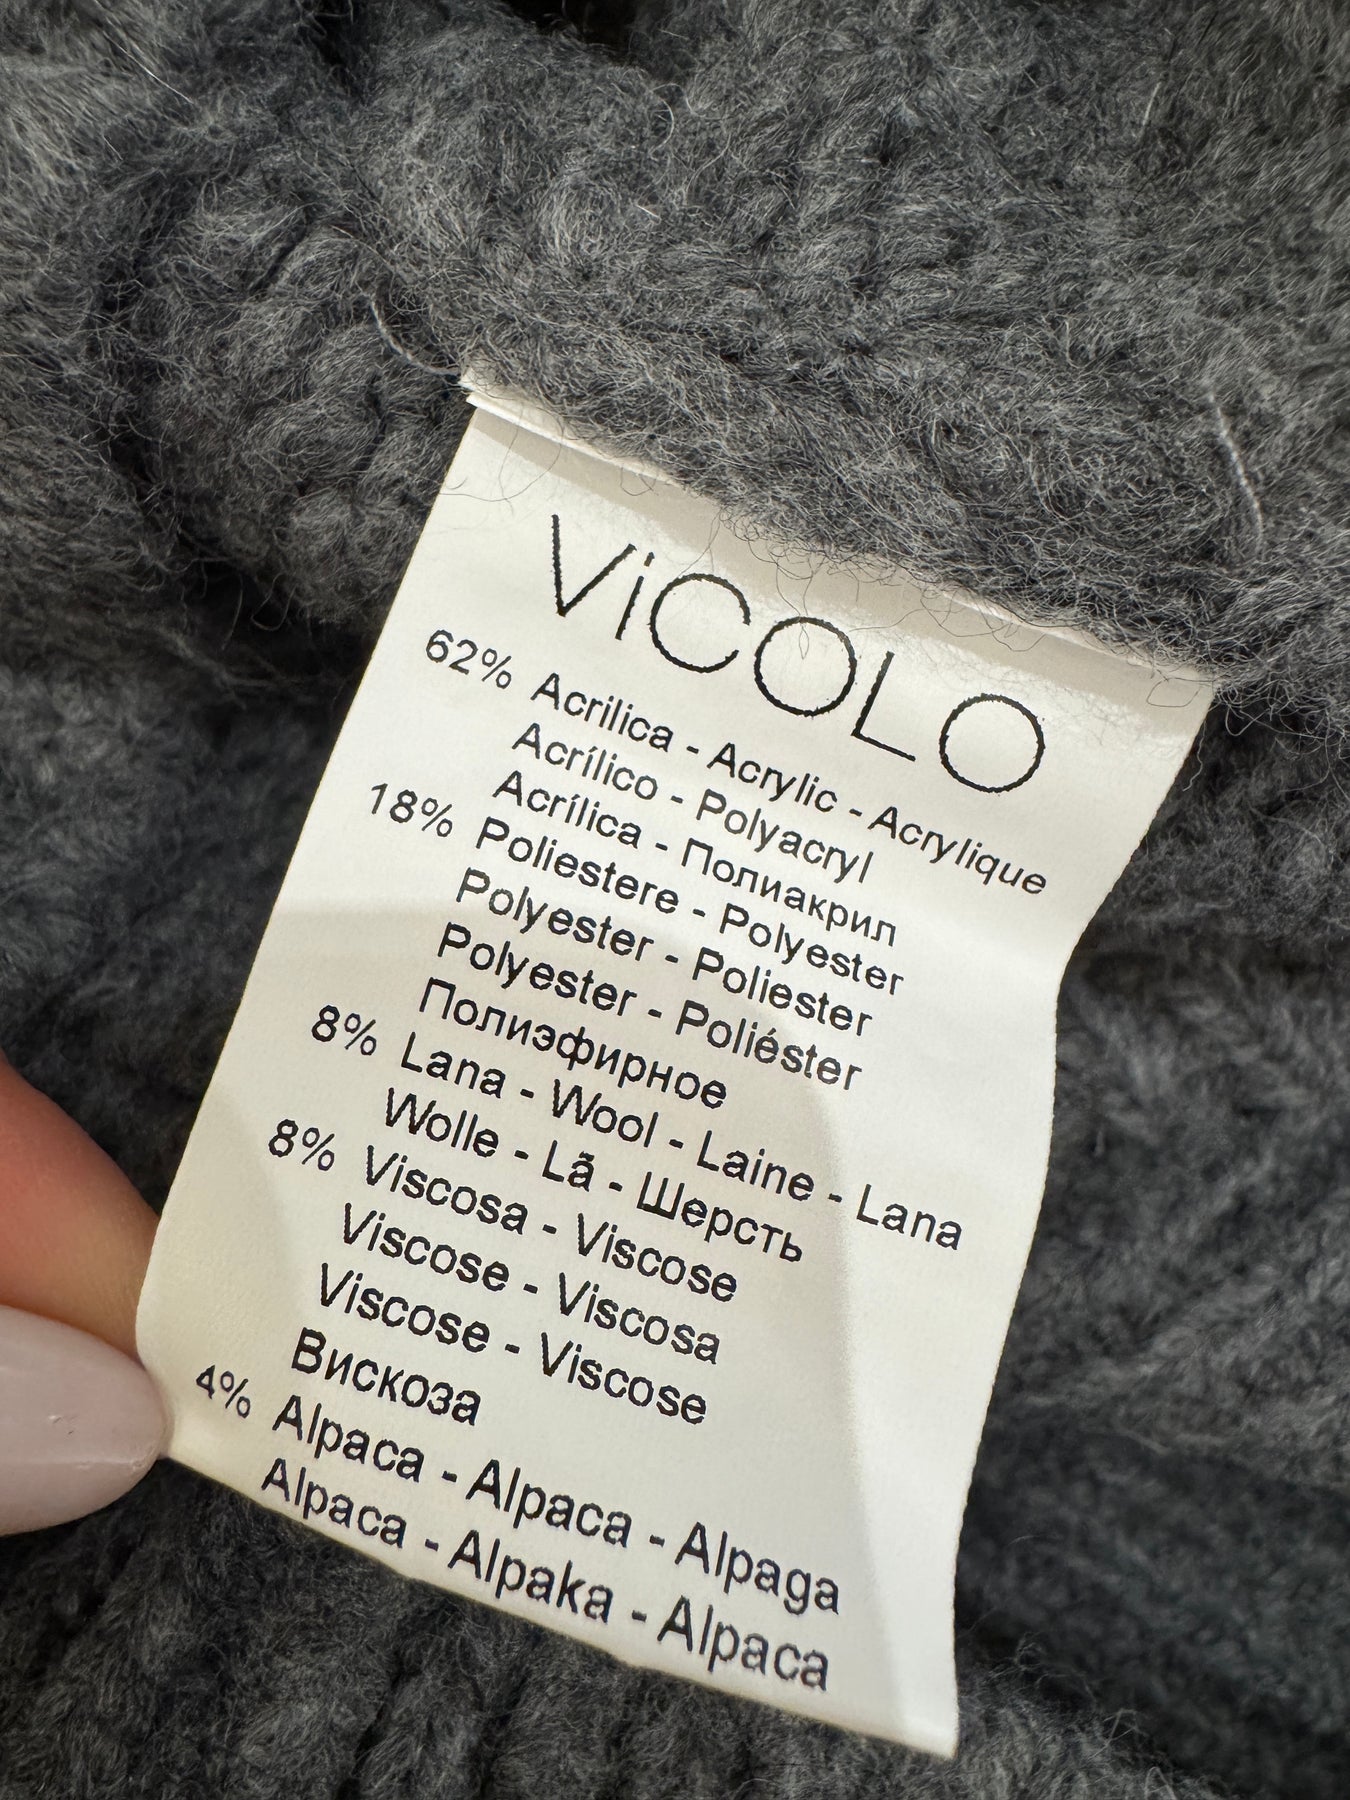 ViCOLO
62% Acrilica - Acrylic - Acrylique
Acrílico - Polyacryl
Acrílica - Полиакрил
18% Poliestere - Polyester
Polyester - Poliester
Polyester - Poliéster
Полиэфирное
8% Lana - Wool - Laine - Lana
Wolle - Lã - Шерсть
8% Viscosa - Viscose
Viscose - Viscosa
Viscose - Viscose
Вискоза
4% Alpaca - Alpaca - Alpaga
Alpaca - Alpaka - Alpaca